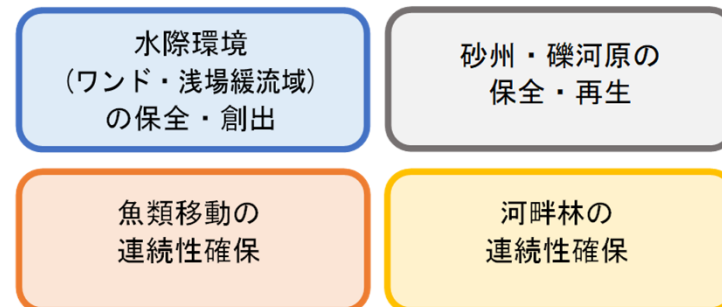 水際環境
(ワンド・浅場緩流域)
の保全・創出
砂州・礫河原の
保全・再生
魚類移動の
連続性確保
河畔林の
連続性確保